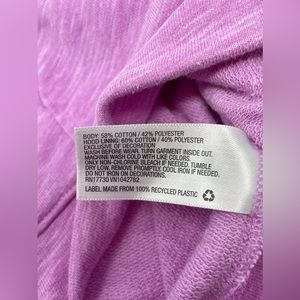 BODY: 58% COTTON / 42% POLYESTER
HOOD LINING: 60% COTTON / 40% POLYESTER
EXCLUSIVE OF DECORATION
WASH BEFORE WEAR. TURN GARMENT INSIDE OUT.
MACHINE WASH COLD WITH LIKE COLORS.
ONLY NON-CHLORINE BLEACH IF NEEDED. TUMBLE
DRY LOW. REMOVE PROMPTLY. COOL IRON IF NEEDED.
DO NOT IRON ON DECORATIONS.
RN17730 VN1042782
LABEL MADE FROM 100% RECYCLED PLASTIC